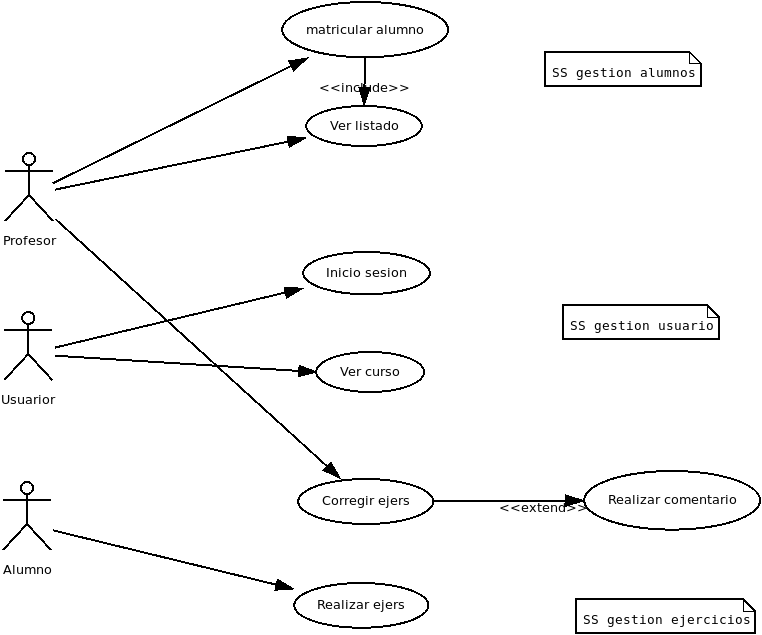 matricular alumno
SS gestion alumnos
<<include>>
Ver listado
Profesor
Inicio sesion
SS gestion usuario
Ver curso
Usuarior
Corregir ejers
Realizar comentario
<<extend>>
Alumno
Realizar ejers
SS gestion ejercicios